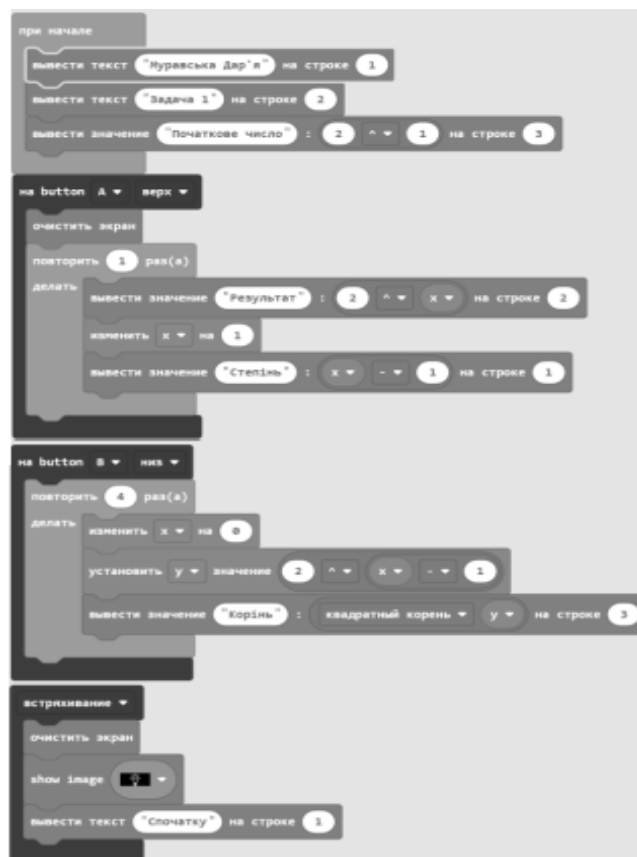 при начале
вывести текст "Муравська Дар'я" на строке 1
вывести текст "Задача 1" на строке 2
вывести значение "Початкове число" : 2 ^ 1 на строке 3
на button A верх
очистить экран
повторить 1 раз(а)
делать
вывести значение "Результат" : 2 ^ x на строке 2
изменить x на 1
вывести значение "Степінь" : x - 1 на строке 1
на button B низ
повторить 4 раз(а)
делать
изменить x на 0
установить y значение 2 ^ x - 1
вывести значение "Корінь" : квадратный корень y на строке 3
встряхивание
очистить экран
show image
вывести текст "Спочатку" на строке 1